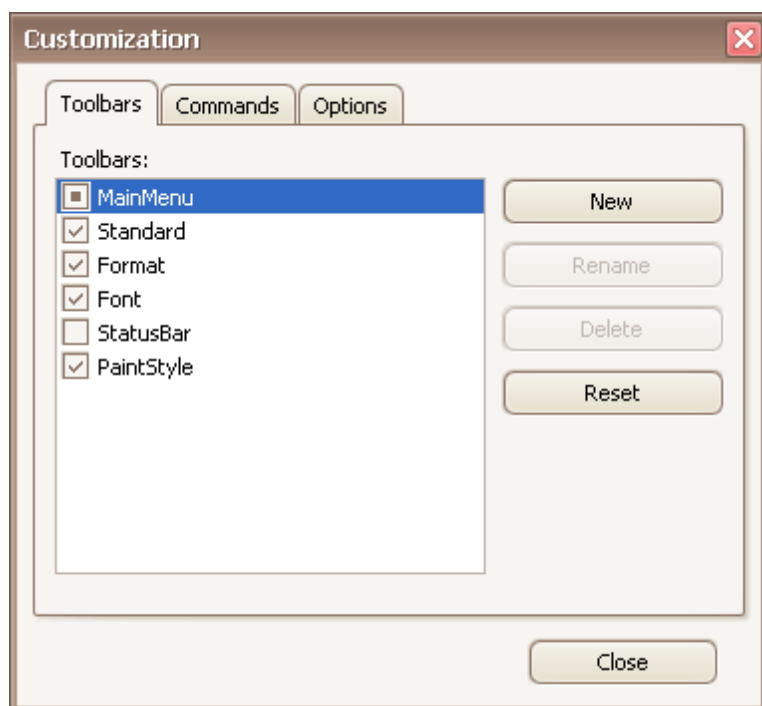 Customization
Toolbars Commands Options
Toolbars:
MainMenu
Standard
Format
Font
StatusBar
PaintStyle
New
Rename
Delete
Reset
Close